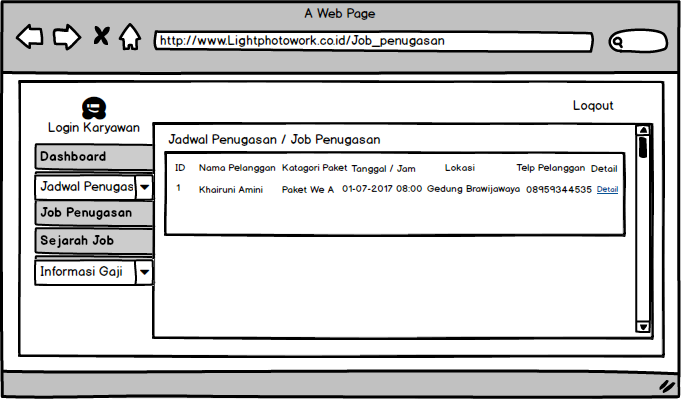 A Web Page
http://www.Lightphotowork.co.id/Job_penugasan
Logout
Login Karyawan
Dashboard
Jadwal Penugas
Job Penugasan
Sejarah Job
Informasi Gaji
Jadwal Penugasan / Job Penugasan
ID Nama Pelanggan Katagori Paket Tanggal / Jam Lokasi Telp Pelanggan Detail
1 Khairuni Amini Paket We A 01-07-2017 08:00 Gedung Brawijawaya 08959344535 Detail